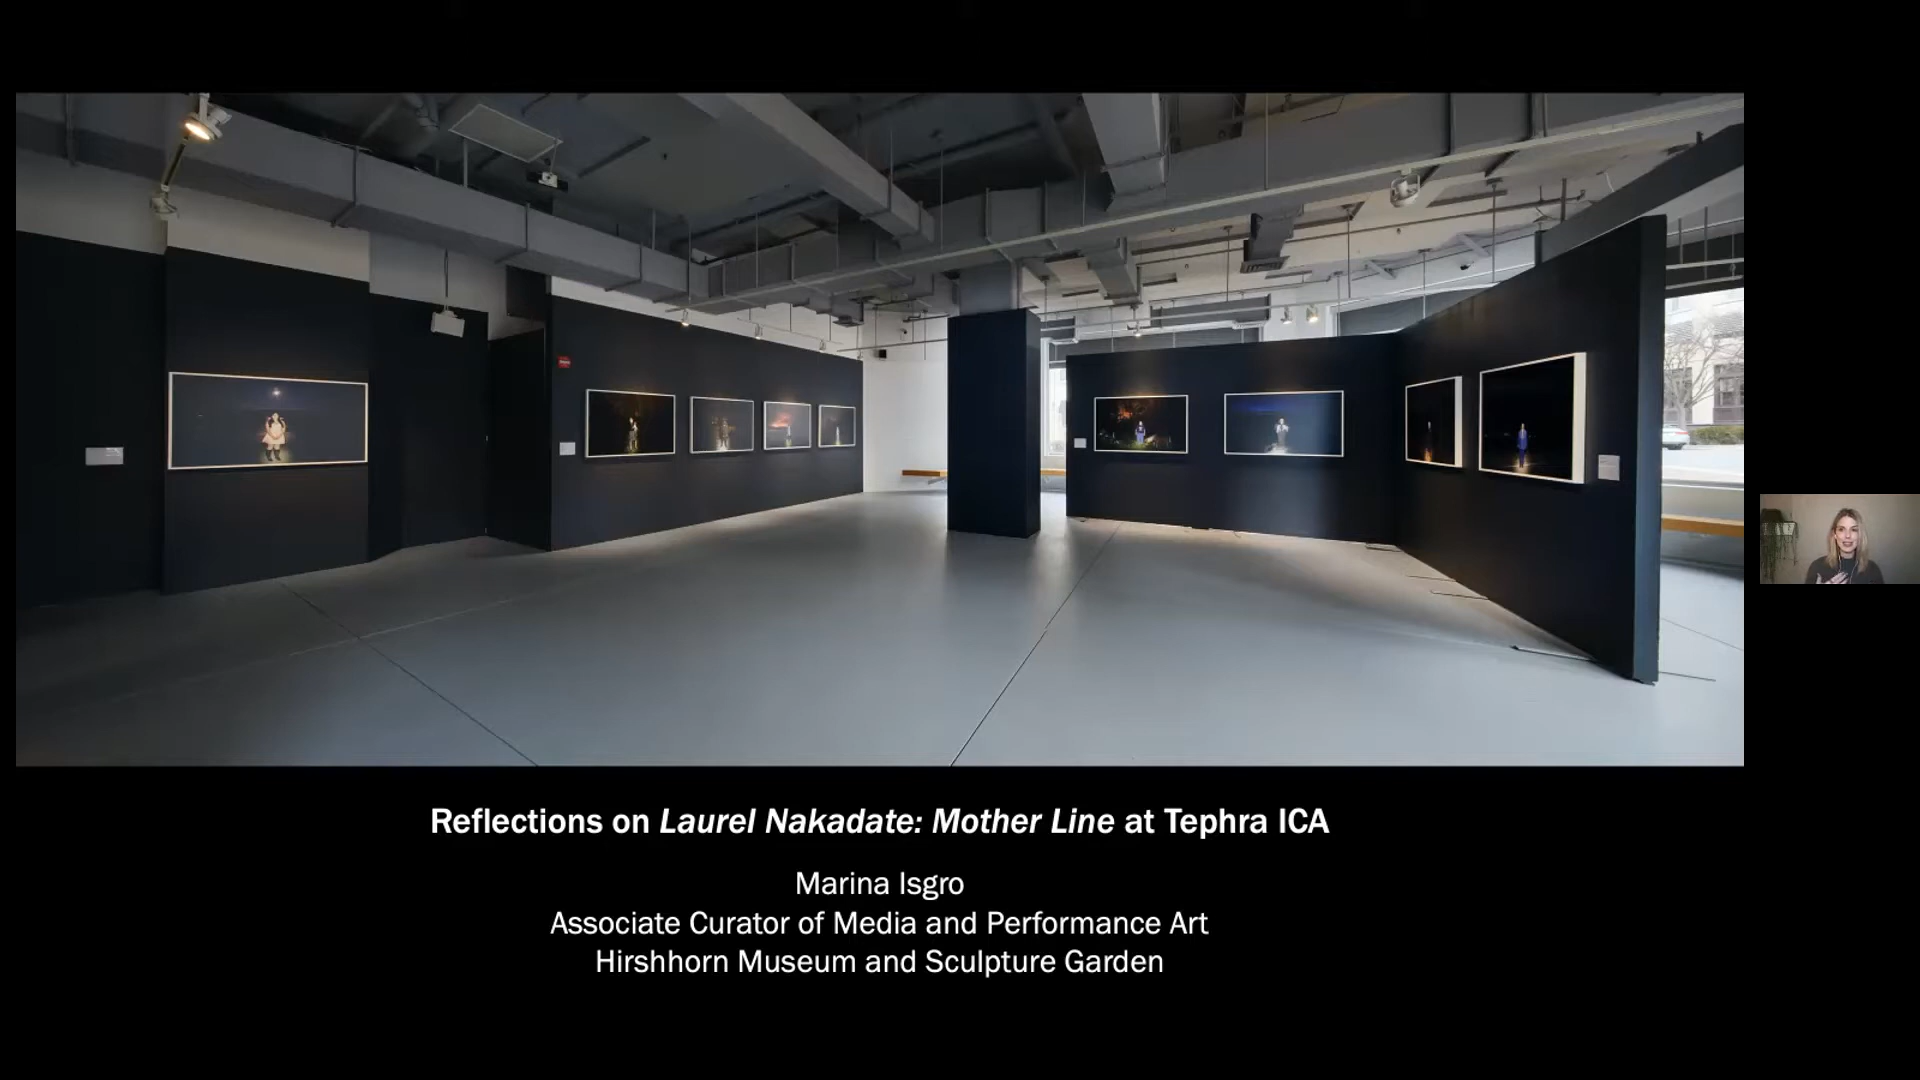 Reflections on Laurel Nakadate: Mother Line at Tephra ICA
Marina Isgro
Associate Curator of Media and Performance Art
Hirshhorn Museum and Sculpture Garden